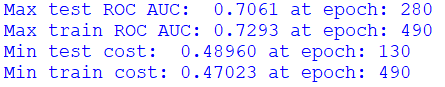 Max test ROC AUC:  0.7061 at epoch: 280
Max train ROC AUC: 0.7293 at epoch: 490
Min test cost:  0.48960 at epoch: 130
Min train cost: 0.47023 at epoch: 490